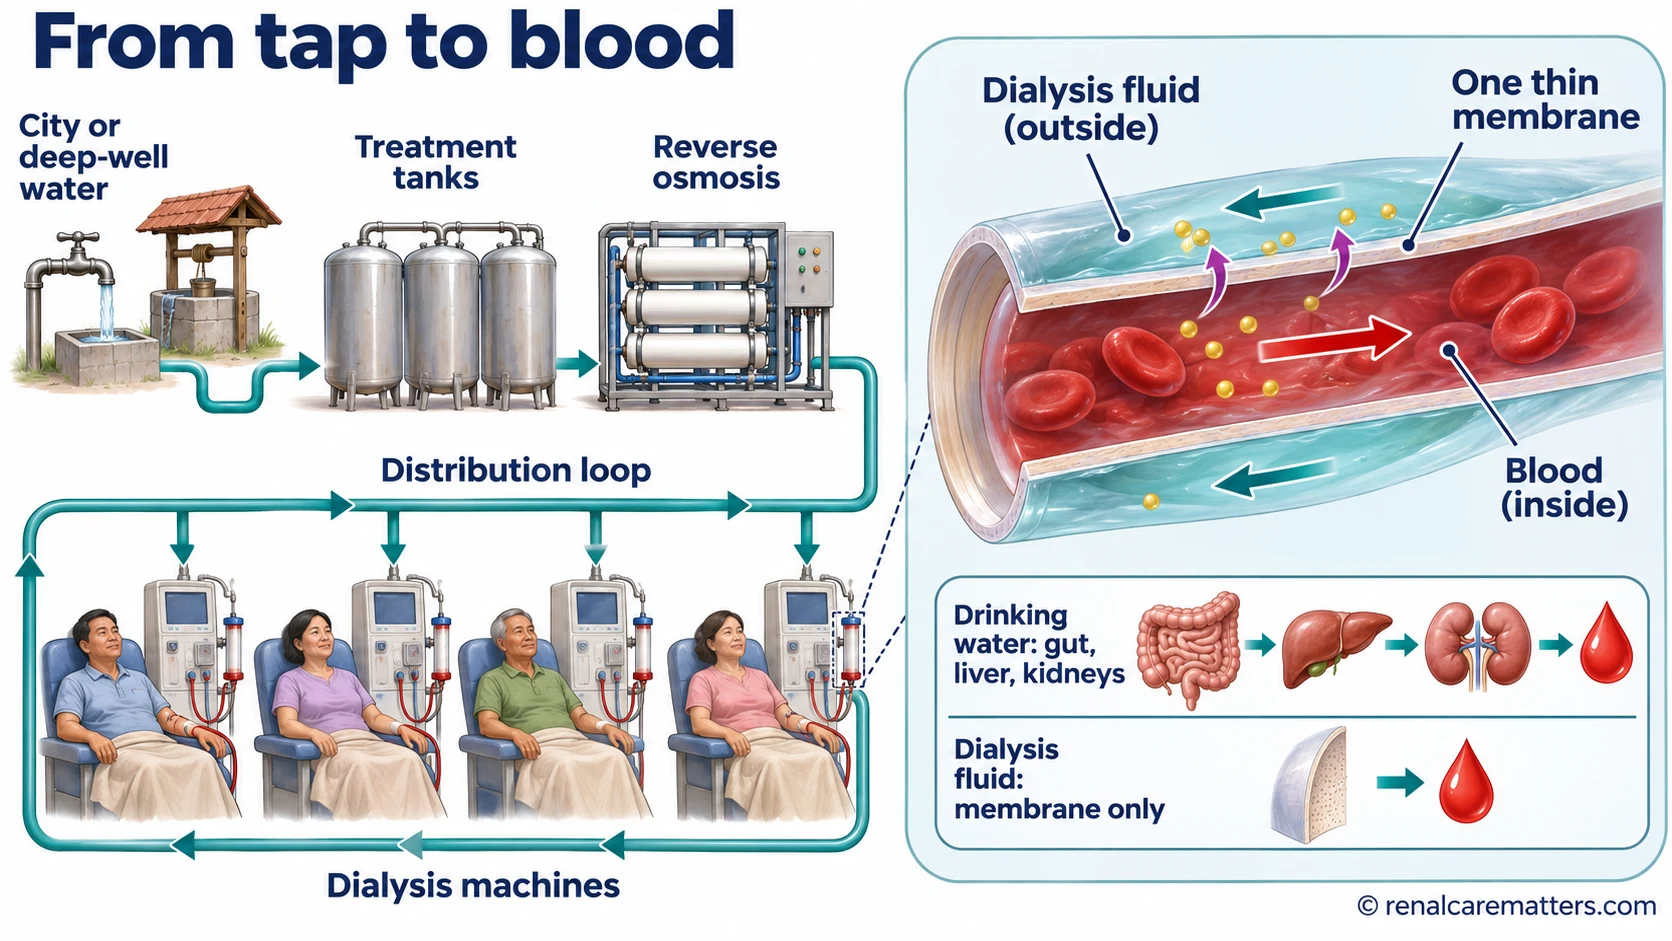 From tap to blood
City or
deep-well
water
Treatment
tanks
Reverse
osmosis
Distribution loop
Dialysis machines
Dialysis fluid
(outside)
One thin
membrane
Blood
(inside)
Drinking
water: gut,
liver, kidneys
Dialysis
fluid:
membrane only
© renalcarematters.com